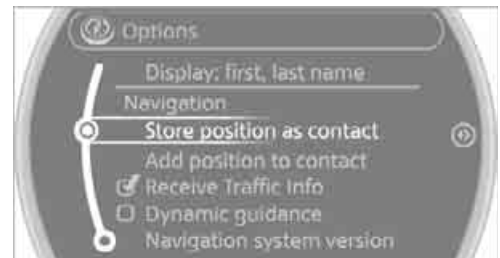 Options
Display: first, last name
Navigation
Store position as contact
Add position to contact
Receive Traffic Info
Dynamic guidance
Navigation system version